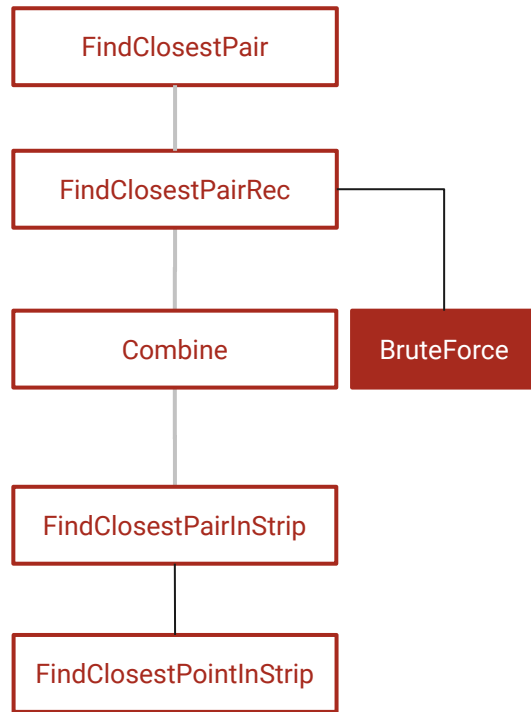 FindClosestPair
FindClosestPairRec
Combine
BruteForce
FindClosestPairInStrip
FindClosestPointInStrip